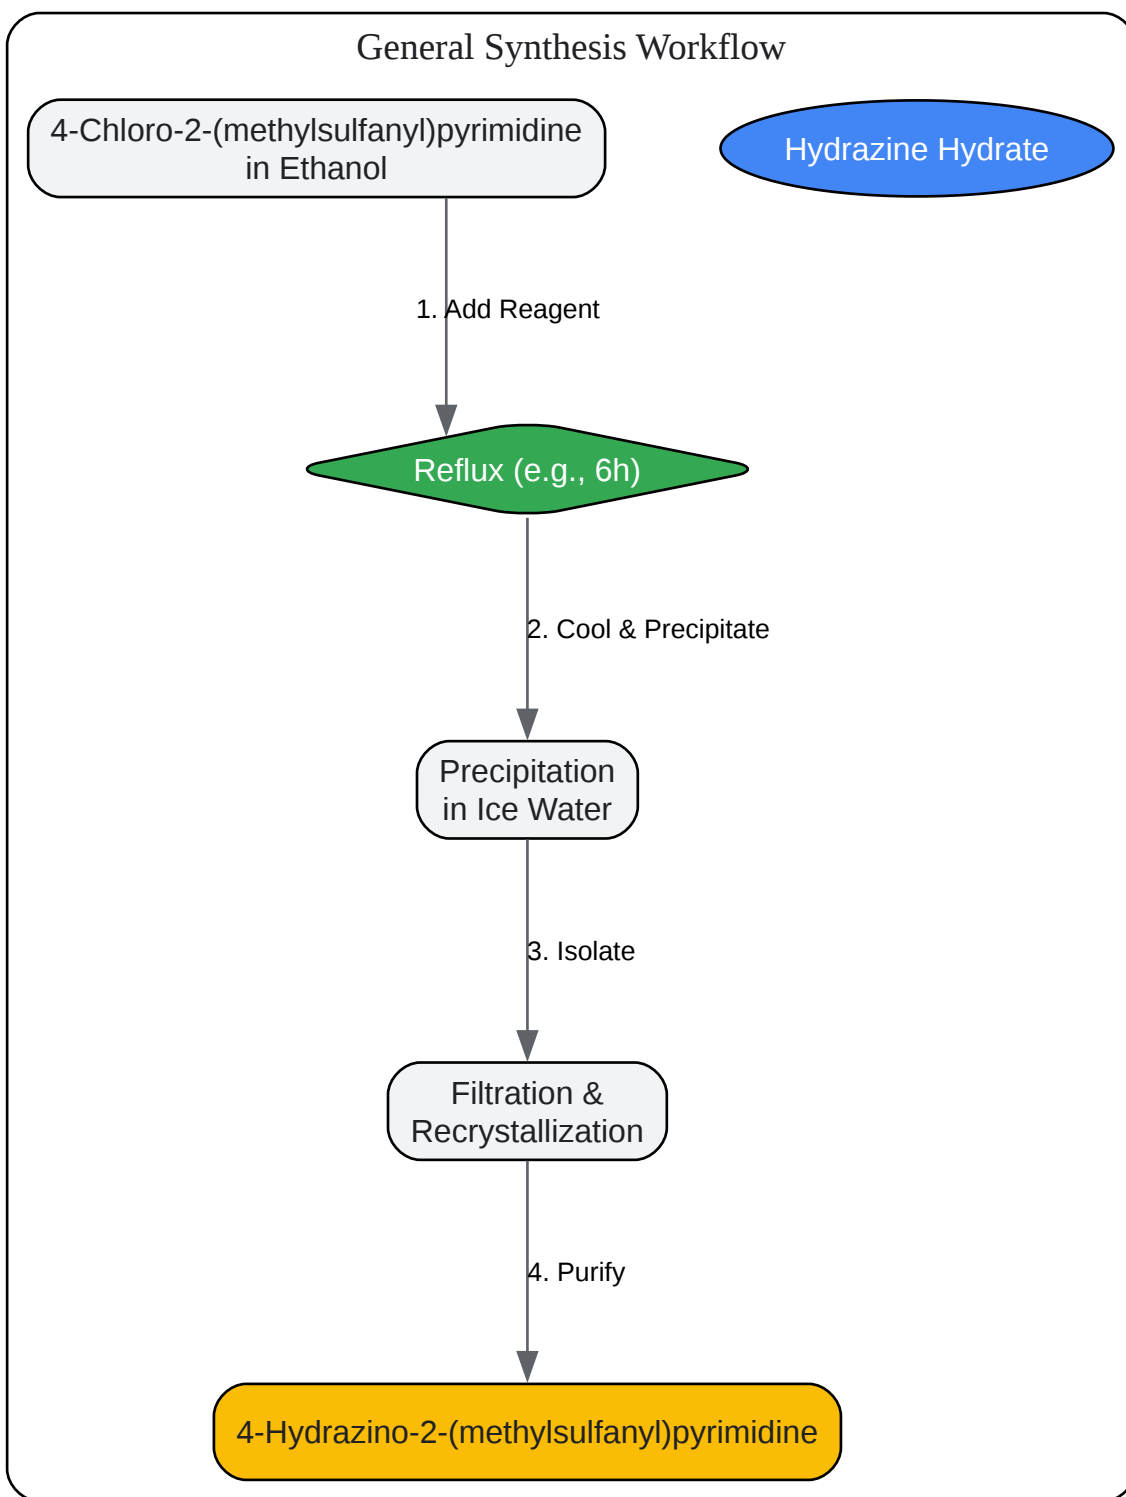 General Synthesis Workflow
4-Chloro-2-(methylsulfanyl)pyrimidine
in Ethanol
Hydrazine Hydrate
1. Add Reagent
Reflux (e.g., 6h)
2. Cool & Precipitate
Precipitation
in Ice Water
3. Isolate
Filtration &
Recrystallization
4. Purify
4-Hydrazino-2-(methylsulfanyl)pyrimidine